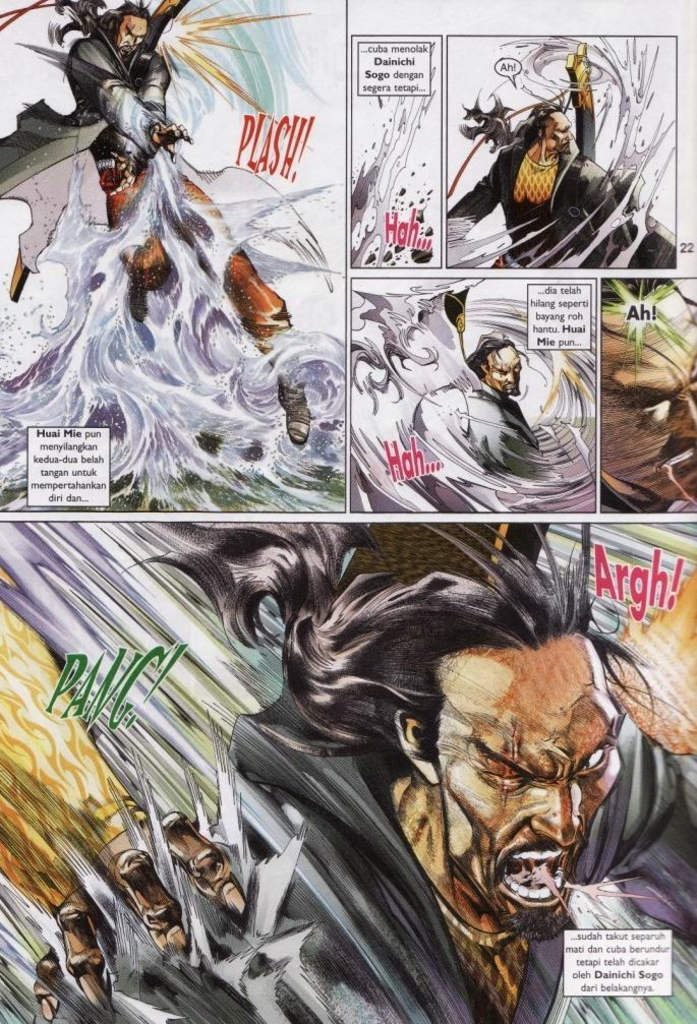 PLASH!
Huai Mie pun
menyilangkan
kedua-dua belah
tangan untuk
mempertahankan
diri dan...
...cuba menolak
Dainichi
Sogo dengan
segera tetapi...
Hah...
Ah!
22
Hah...
...dia telah
hilang seperti
bayang roh
hantu. Huai
Mie pun...
Ah!
PANG!
Argh!
...sudah takut separuh
mati dan cuba berundur
tetapi telah dicakar
oleh Dainichi Sogo
dari belakangnya.